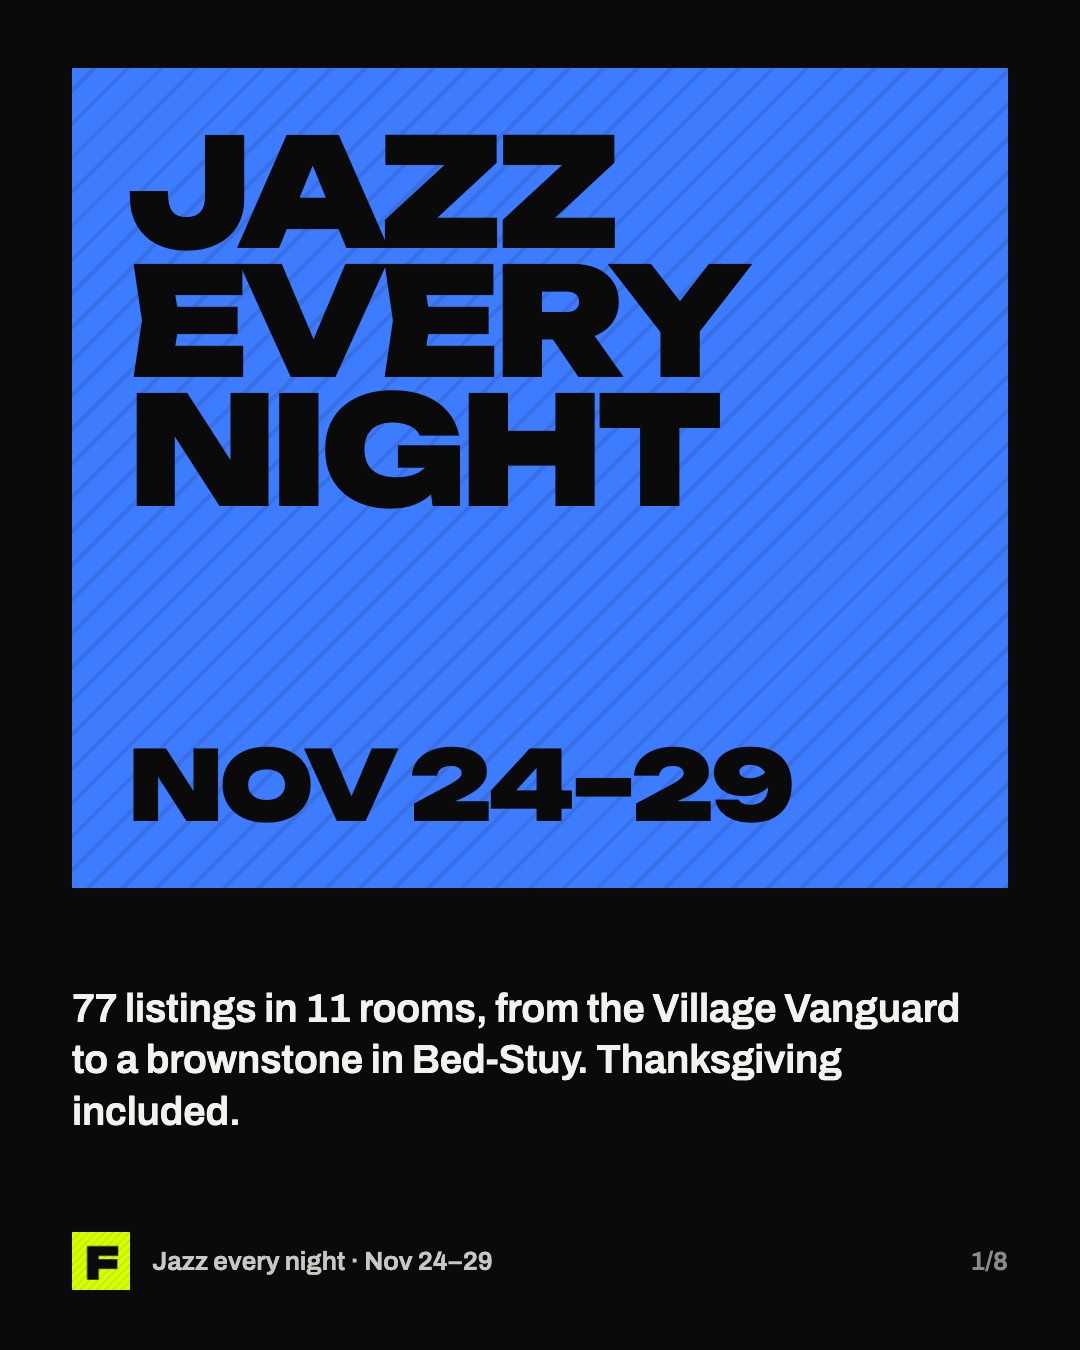 JAZZ
EVERY
NIGHT
NOV 24–29
77 listings in 11 rooms, from the Village Vanguard
to a brownstone in Bed-Stuy. Thanksgiving
included.
F
Jazz every night · Nov 24–29
1/8